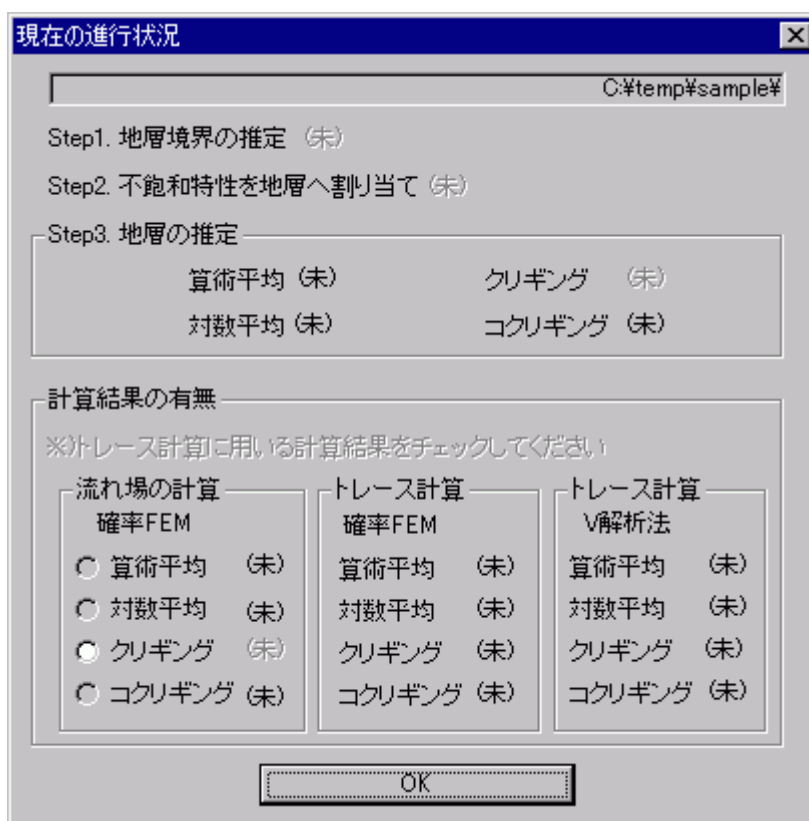 現在の進行状況
C:¥temp¥sample¥
Step1. 地層境界の推定 (未)
Step2. 不飽和特性を地層へ割り当て (未)
Step3. 地層の推定
算術平均 (未) クリギング (未)
対数平均 (未) コクリギング (未)
計算結果の有無
※)トレース計算に用いる計算結果をチェックしてください
流れ場の計算 トレース計算 トレース計算
確率FEM 確率FEM V解析法
算術平均 (未) 算術平均 (未) 算術平均 (未)
対数平均 (未) 対数平均 (未) 対数平均 (未)
クリギング (未) クリギング (未) クリギング (未)
コクリギング (未) コクリギング (未) コクリギング (未)
OK